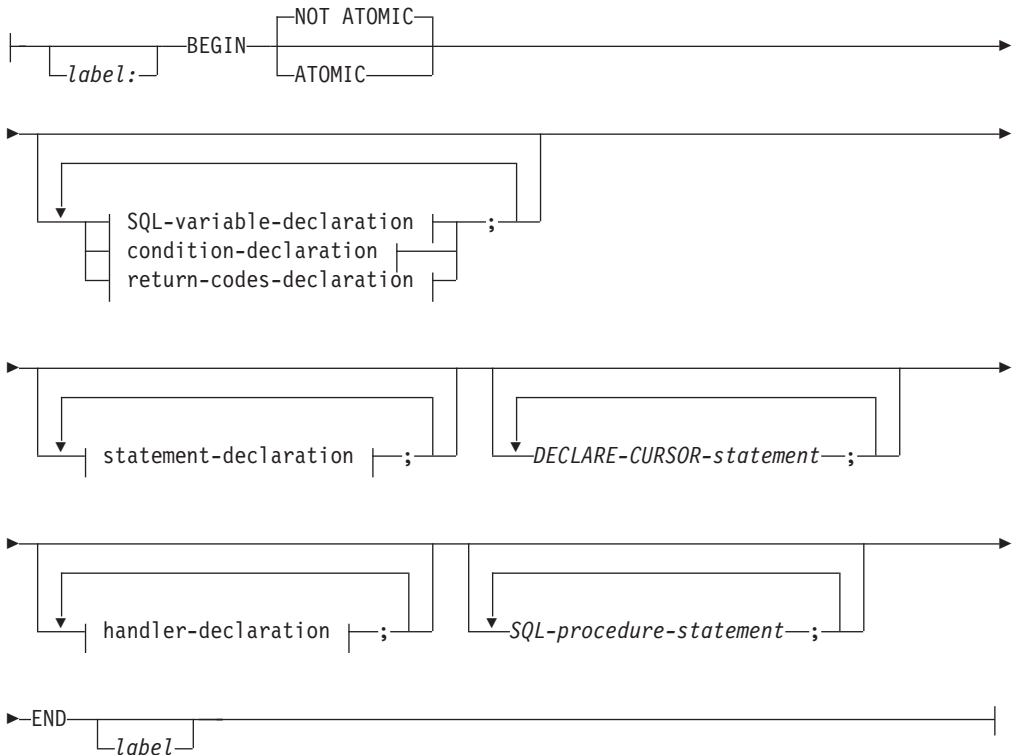 NOT ATOMIC
label: BEGIN
ATOMIC
SQL-variable-declaration ;
condition-declaration
return-codes-declaration
statement-declaration ; DECLARE-CURSOR-statement ;
handler-declaration ; SQL-procedure-statement ;
END
label